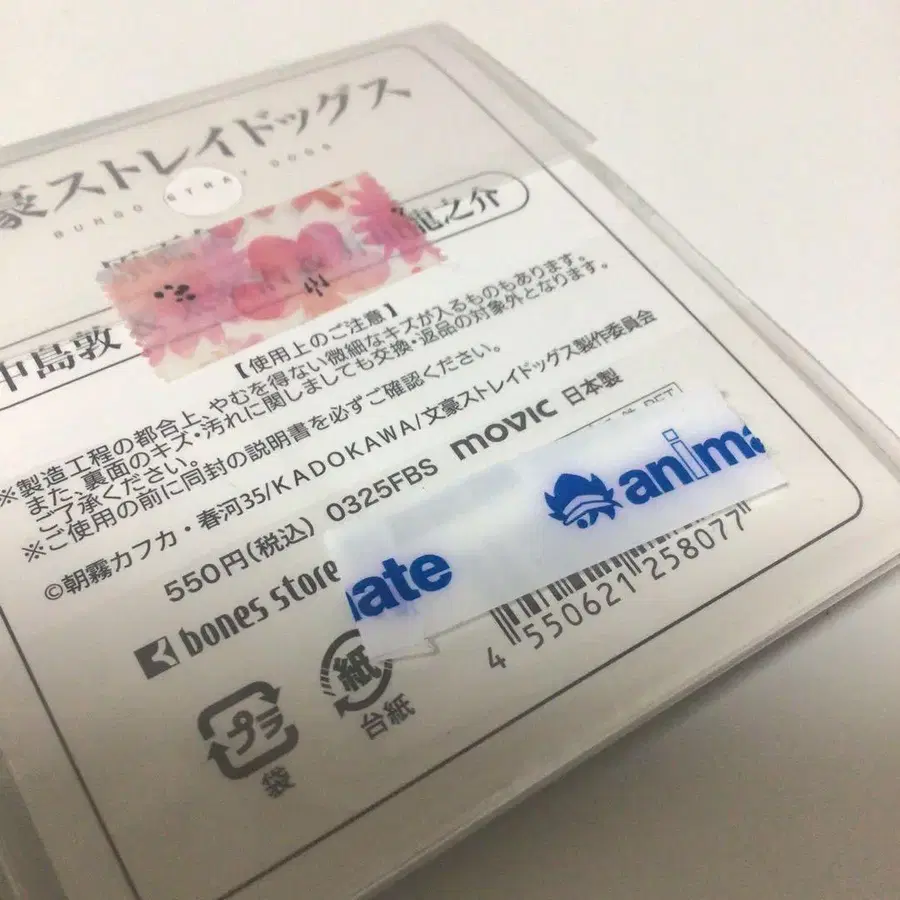 豪ストレイドッグス
BUNGO STRAY DOGS
中島敦 & 龍之介
【使用上のご注意】
※製造工程の都合上、やむを得ない微細なキズが入るものもあります。
また、裏面のキズ・汚れに関しましても交換・返品の対象外となります。
ご了承ください。
※ご使用の前に同封の説明書を必ずご確認ください。
©朝霧カフカ・春河35/KADOKAWA/文豪ストレイドッグス製作委員会
550円(税込) 0325FBS movic 日本製
bones store
PET
anima
mate
4 550621 258077
プラ
袋
紙
台紙